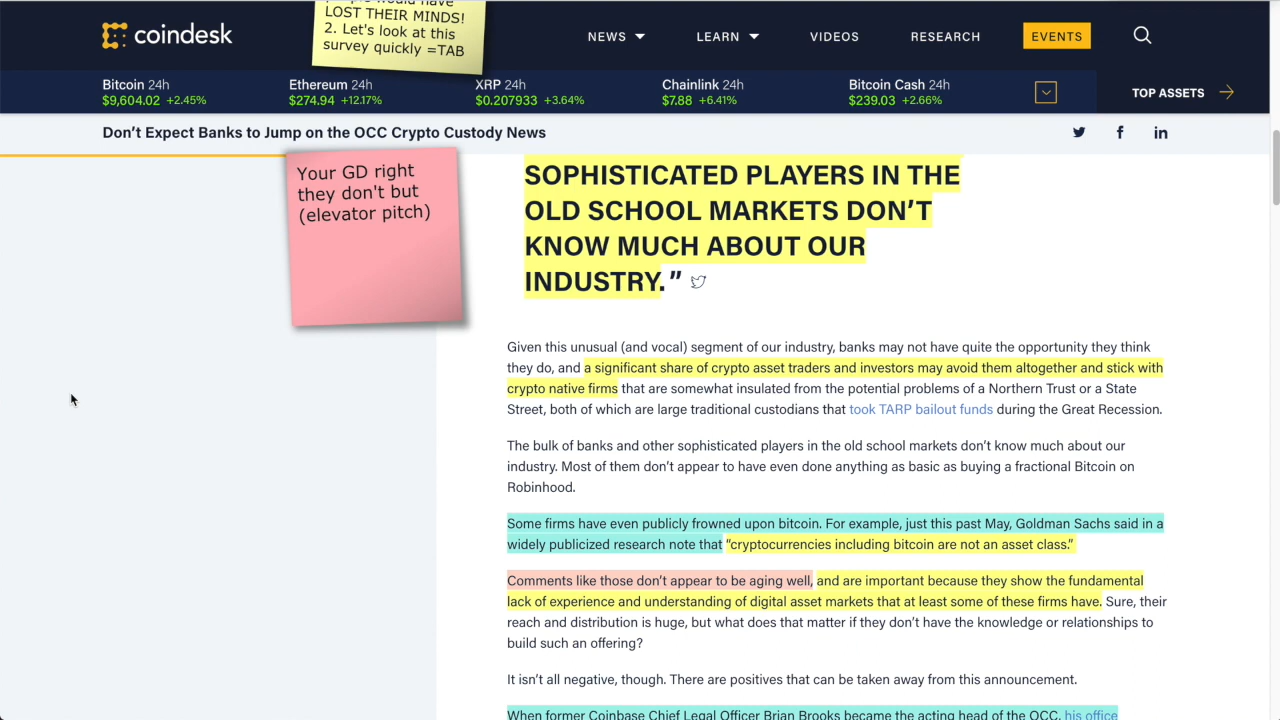 people would have
LOST THEIR MINDS!
2. Let's look at this
survey quickly =TAB
coindesk
NEWS
LEARN
VIDEOS
RESEARCH
EVENTS
Bitcoin 24h
$9,604.02 +2.45%
Ethereum 24h
$274.94 +12.17%
XRP 24h
$0.207933 +3.64%
Chainlink 24h
$7.88 +6.41%
Bitcoin Cash 24h
$239.03 +2.66%
TOP ASSETS
Don’t Expect Banks to Jump on the OCC Crypto Custody News
Your GD right
they don't but
(elevator pitch)
SOPHISTICATED PLAYERS IN THE
OLD SCHOOL MARKETS DON’T
KNOW MUCH ABOUT OUR
INDUSTRY.”
Given this unusual (and vocal) segment of our industry, banks may not have quite the opportunity they think
they do, and a significant share of crypto asset traders and investors may avoid them altogether and stick with
crypto native firms that are somewhat insulated from the potential problems of a Northern Trust or a State
Street, both of which are large traditional custodians that took TARP bailout funds during the Great Recession.
The bulk of banks and other sophisticated players in the old school markets don’t know much about our
industry. Most of them don’t appear to have even done anything as basic as buying a fractional Bitcoin on
Robinhood.
Some firms have even publicly frowned upon bitcoin. For example, just this past May, Goldman Sachs said in a
widely publicized research note that “cryptocurrencies including bitcoin are not an asset class.”
Comments like those don’t appear to be aging well, and are important because they show the fundamental
lack of experience and understanding of digital asset markets that at least some of these firms have. Sure, their
reach and distribution is huge, but what does that matter if they don’t have the knowledge or relationships to
build such an offering?
It isn’t all negative, though. There are positives that can be taken away from this announcement.
When former Coinbase Chief Legal Officer Brian Brooks became the acting head of the OCC, his office